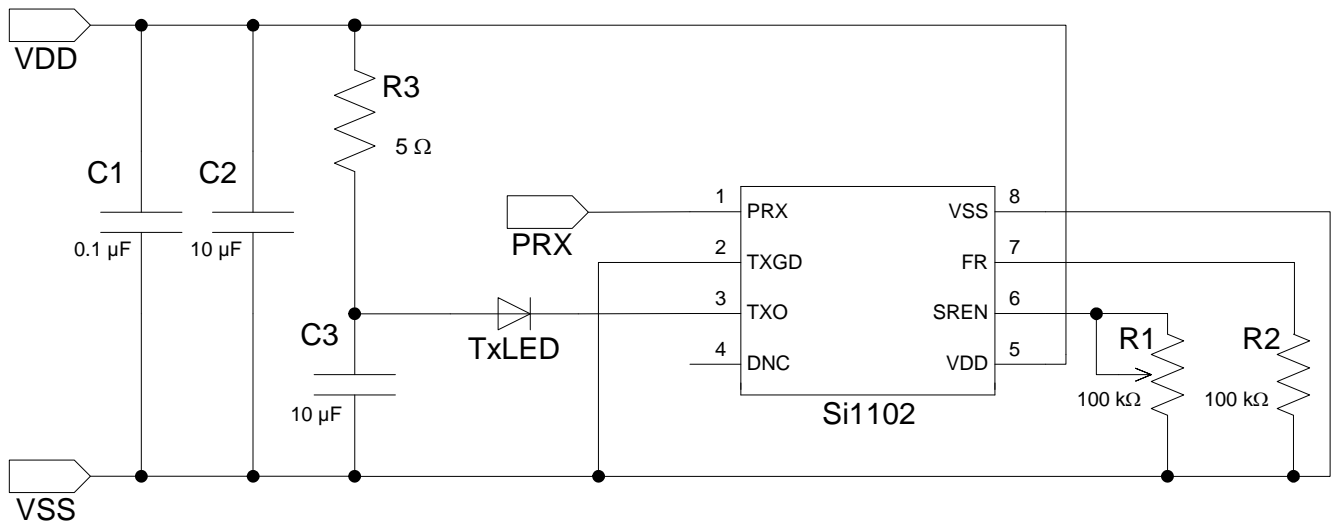 VDD
R3
5 Ω
C1
0.1 µF
C2
10 µF
C3
10 µF
TxLED
PRX
1
PRX
2
TXGD
3
TXO
4
DNC
8
VSS
7
FR
6
SREN
5
VDD
Si1102
R1
100 kΩ
R2
100 kΩ
VSS